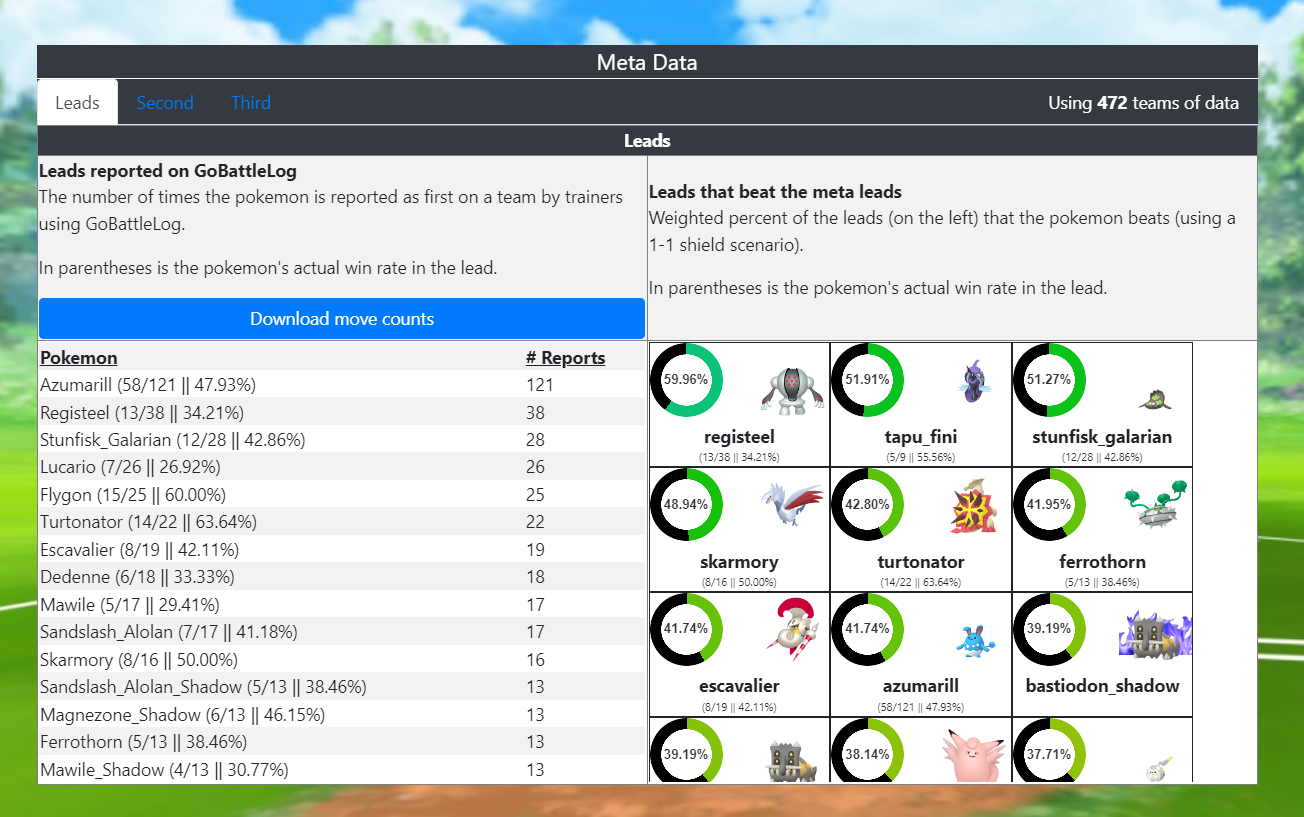 Meta Data
Leads
Second
Third
Using 472 teams of data
Leads
Leads reported on GoBattleLog
The number of times the pokemon is reported as first on a team by trainers
using GoBattleLog.
In parentheses is the pokemon's actual win rate in the lead.
Download move counts
Leads that beat the meta leads
Weighted percent of the leads (on the left) that the pokemon beats (using a
1-1 shield scenario).
In parentheses is the pokemon's actual win rate in the lead.
Pokemon # Reports
Azumarill (58/121 || 47.93%) 121
Registeel (13/38 || 34.21%) 38
Stunfisk_Galarian (12/28 || 42.86%) 28
Lucario (7/26 || 26.92%) 26
Flygon (15/25 || 60.00%) 25
Turtonator (14/22 || 63.64%) 22
Escavalier (8/19 || 42.11%) 19
Dedenne (6/18 || 33.33%) 18
Mawile (5/17 || 29.41%) 17
Sandslash_Alolan (7/17 || 41.18%) 17
Skarmory (8/16 || 50.00%) 16
Sandslash_Alolan_Shadow (5/13 || 38.46%) 13
Magnezone_Shadow (6/13 || 46.15%) 13
Ferrothorn (5/13 || 38.46%) 13
Mawile_Shadow (4/13 || 30.77%) 13
59.96%
registeel
(13/38 || 34.21%)
51.91%
tapu_fini
(5/9 || 55.56%)
51.27%
stunfisk_galarian
(12/28 || 42.86%)
48.94%
skarmory
(8/16 || 50.00%)
42.80%
turtonator
(14/22 || 63.64%)
41.95%
ferrothorn
(5/13 || 38.46%)
41.74%
escavalier
(8/19 || 42.11%)
41.74%
azumarill
(58/121 || 47.93%)
39.19%
bastiodon_shadow
39.19%
38.14%
37.71%